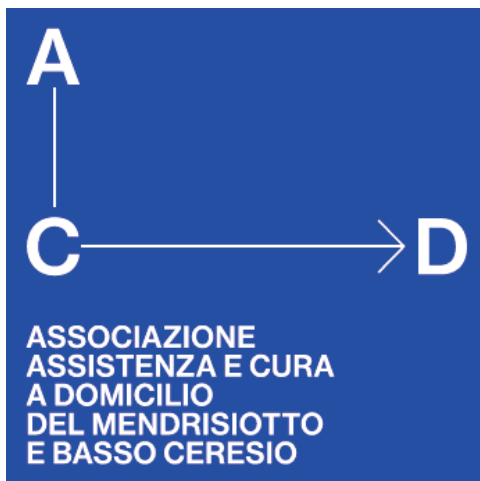 A
C D
ASSOCIAZIONE
ASSISTENZA E CURA
A DOMICILIO
DEL MENDRISIOTTO
E BASSO CERESIO